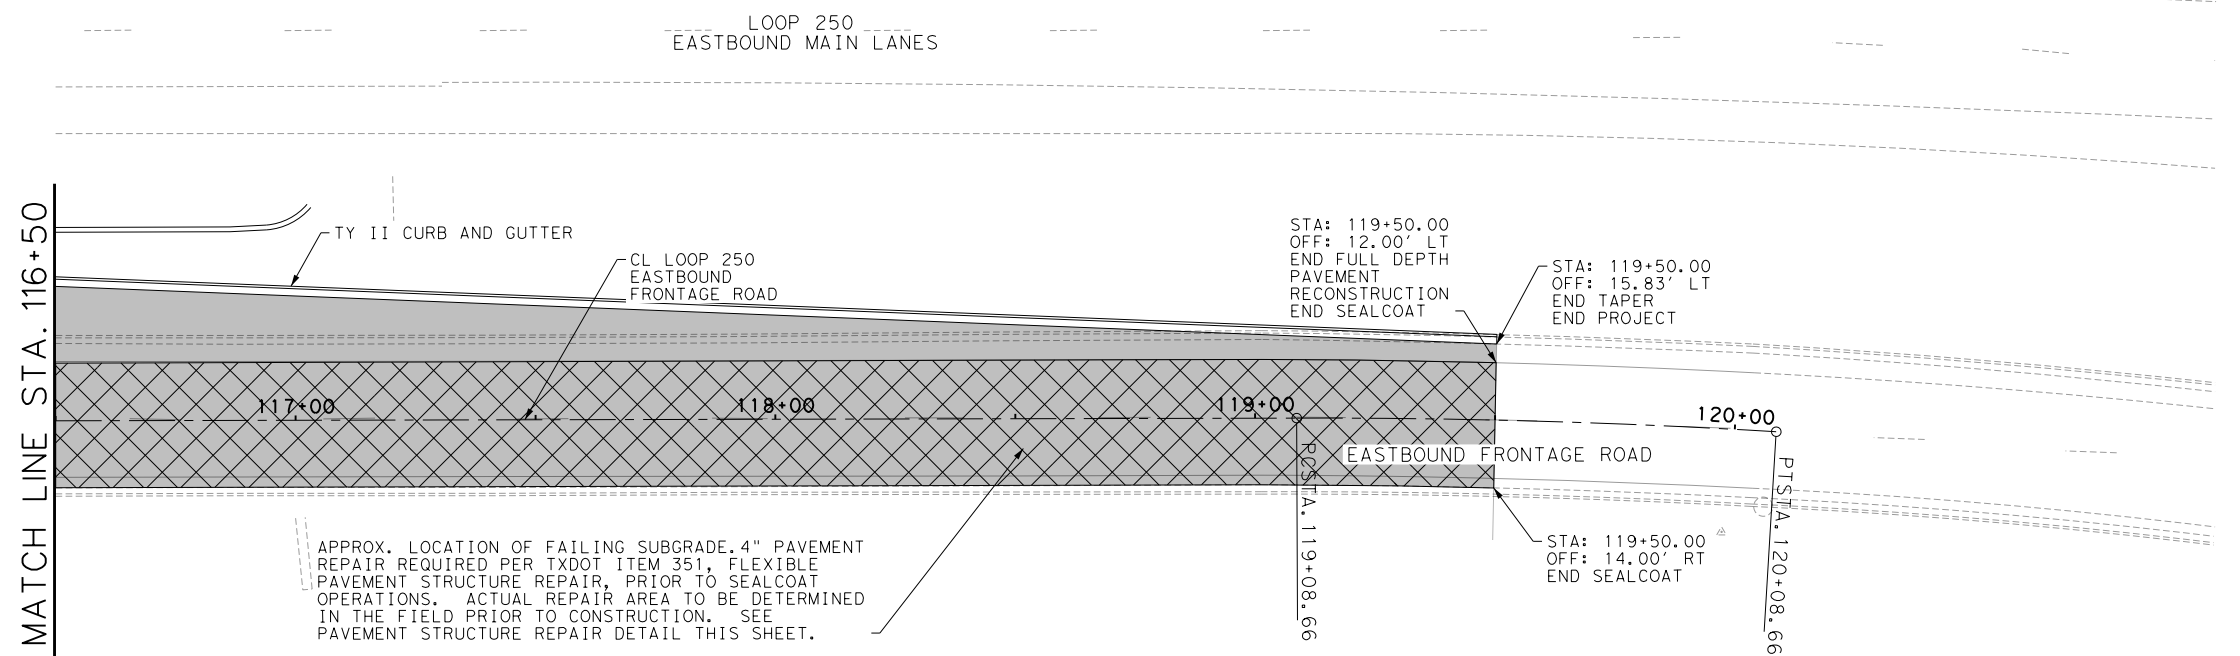 LOOP 250
EASTBOUND MAIN LANES
MATCH LINE STA. 116+50
TY II CURB AND GUTTER
CL LOOP 250
EASTBOUND
FRONTAGE ROAD
STA: 119+50.00
OFF: 12.00' LT
END FULL DEPTH
PAVEMENT
RECONSTRUCTION
END SEALCOAT
STA: 119+50.00
OFF: 15.83' LT
END TAPER
END PROJECT
117+00
118+00
119+00
120+00
EASTBOUND FRONTAGE ROAD
PCSTA.119+08.66
PTSTA.120+08.66
APPROX. LOCATION OF FAILING SUBGRADE.4" PAVEMENT
REPAIR REQUIRED PER TXDOT ITEM 351, FLEXIBLE
PAVEMENT STRUCTURE REPAIR, PRIOR TO SEALCOAT
OPERATIONS. ACTUAL REPAIR AREA TO BE DETERMINED
IN THE FIELD PRIOR TO CONSTRUCTION. SEE
PAVEMENT STRUCTURE REPAIR DETAIL THIS SHEET.
STA: 119+50.00
OFF: 14.00' RT
END SEALCOAT